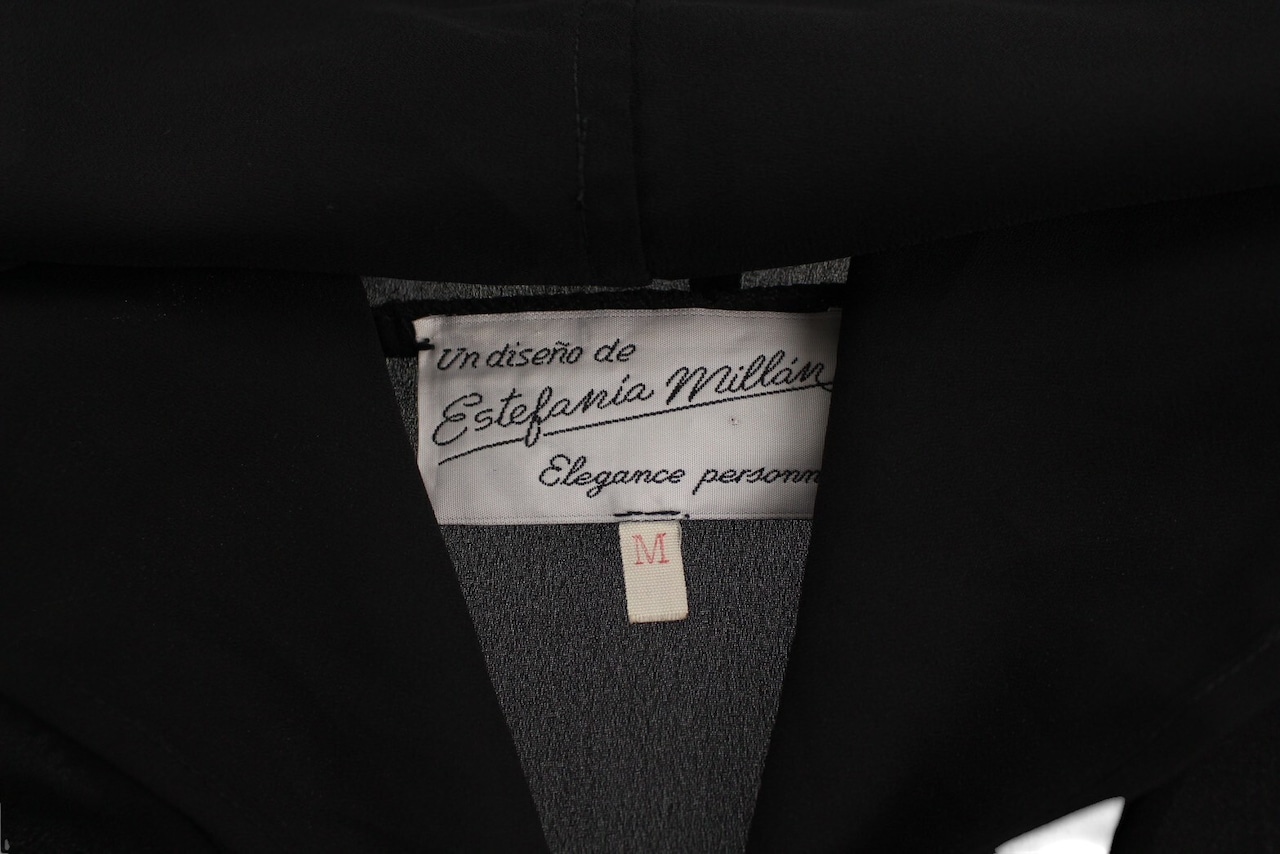 Un diseño de
Estefanía Millán
Elegance personn
M